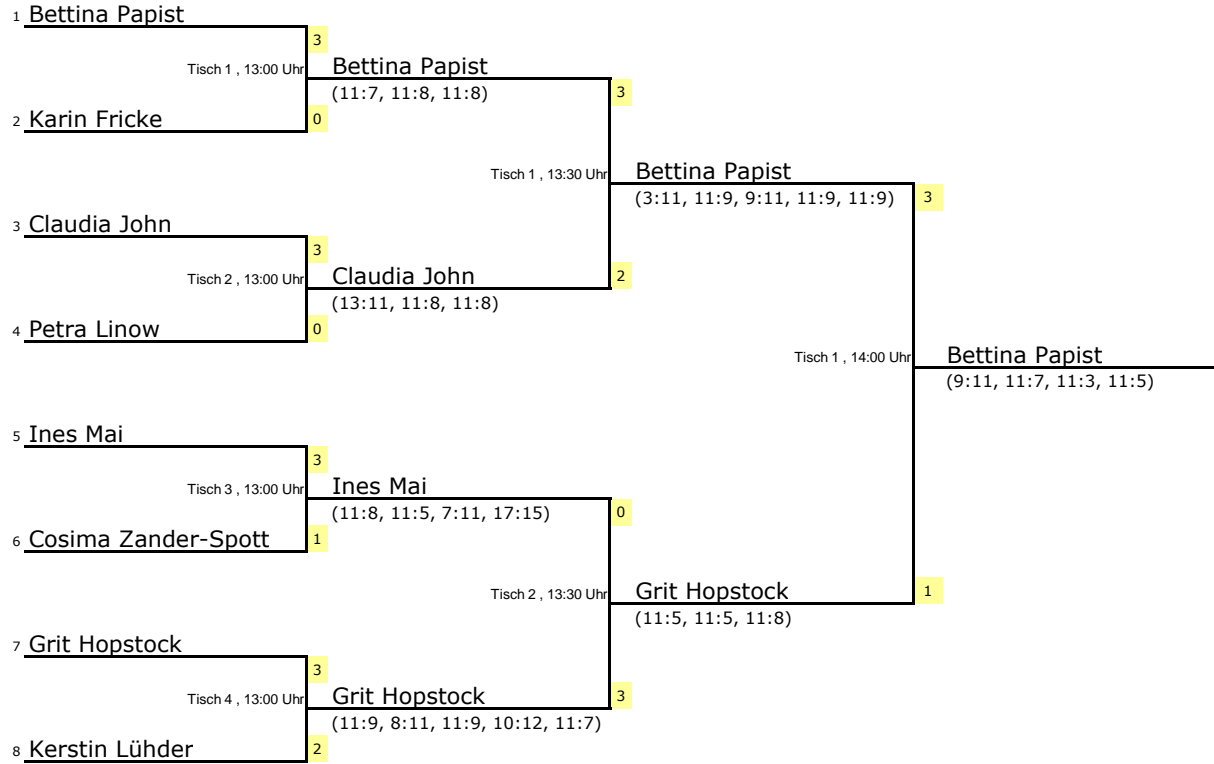 1 Bettina Papist
3
Tisch 1 , 13:00 Uhr
Bettina Papist
(11:7, 11:8, 11:8)
3
2 Karin Fricke
0
Tisch 1 , 13:30 Uhr
Bettina Papist
(3:11, 11:9, 9:11, 11:9, 11:9)
3
3 Claudia John
3
Tisch 2 , 13:00 Uhr
Claudia John
(13:11, 11:8, 11:8)
2
4 Petra Linow
0
Tisch 1 , 14:00 Uhr
Bettina Papist
(9:11, 11:7, 11:3, 11:5)
5 Ines Mai
3
Tisch 3 , 13:00 Uhr
Ines Mai
(11:8, 11:5, 7:11, 17:15)
0
6 Cosima Zander-Spott
1
Tisch 2 , 13:30 Uhr
Grit Hopstock
(11:5, 11:5, 11:8)
1
7 Grit Hopstock
3
Tisch 4 , 13:00 Uhr
Grit Hopstock
(11:9, 8:11, 11:9, 10:12, 11:7)
3
8 Kerstin Lühder
2